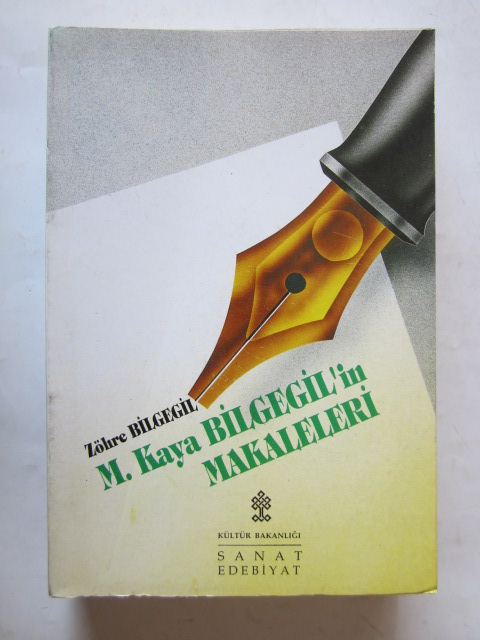 Zöhre BİLGEGİL
M. Kaya BİLGEGİL'in
MAKALELERİ
KÜLTÜR BAKANLIĞI
SANAT
EDEBİYAT